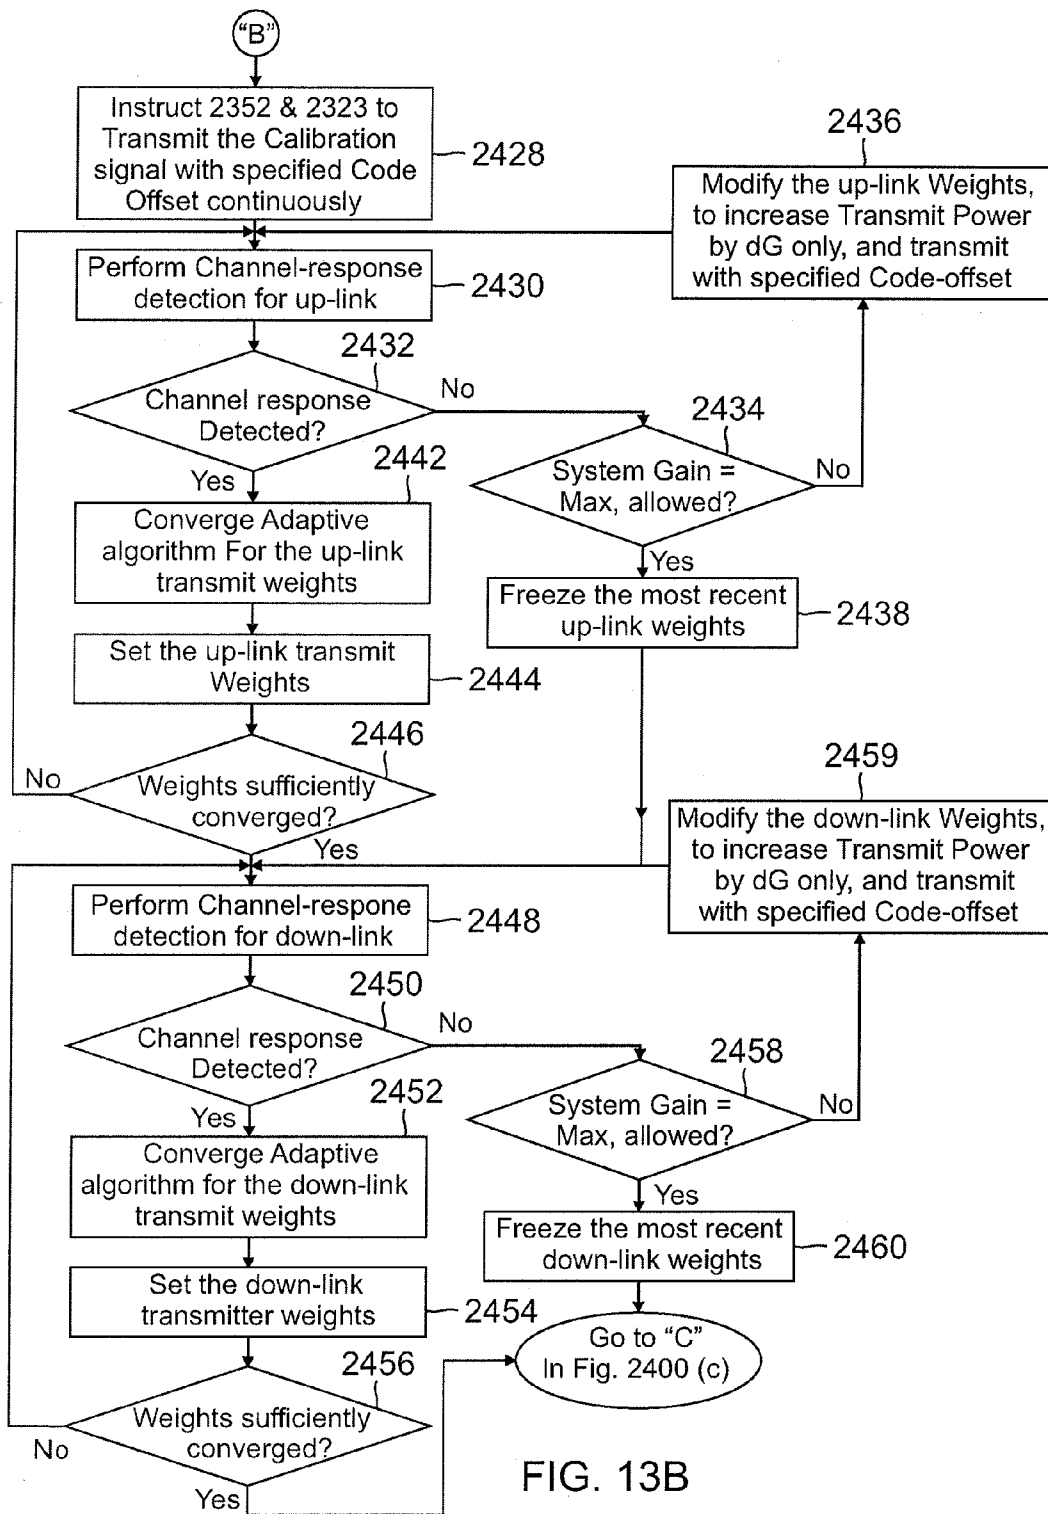 "B"
Instruct 2352 & 2323 to
Transmit the Calibration
signal with specified Code
Offset continuously
2428
2436
Modify the up-link Weights,
to increase Transmit Power
by dG only, and transmit
with specified Code-offset
Perform Channel-response
detection for up-link
2430
2432
Channel response
Detected?
No
Yes
2434
System Gain =
Max, allowed?
No
Yes
2442
Converge Adaptive
algorithm For the up-link
transmit weights
Freeze the most recent
up-link weights
2438
Set the up-link transmit
Weights
2444
2446
Weights sufficiently
converged?
No
Yes
2459
Modify the down-link Weights,
to increase Transmit Power
by dG only, and transmit
with specified Code-offset
Perform Channel-respone
detection for down-link
2448
2450
Channel response
Detected?
No
Yes
2458
System Gain =
Max, allowed?
No
Yes
2452
Converge Adaptive
algorithm for the down-link
transmit weights
Freeze the most recent
down-link weights
2460
Set the down-link
transmitter weights
2454
Go to "C"
In Fig. 2400 (c)
2456
Weights sufficiently
converged?
No
Yes
FIG. 13B